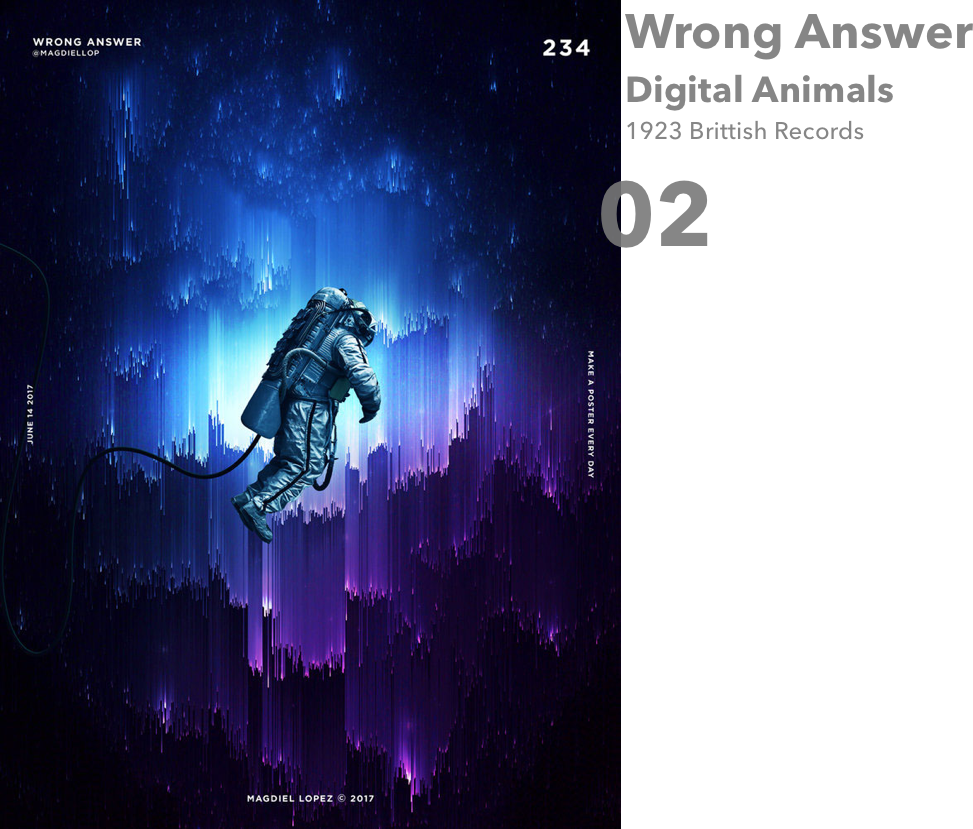 WRONG ANSWER
@MAGDIELLOP
234
JUNE 14 2017
MAKE A POSTER EVERY DAY
MAGDIEL LOPEZ © 2017
Wrong Answer
Digital Animals
1923 Brittish Records
02